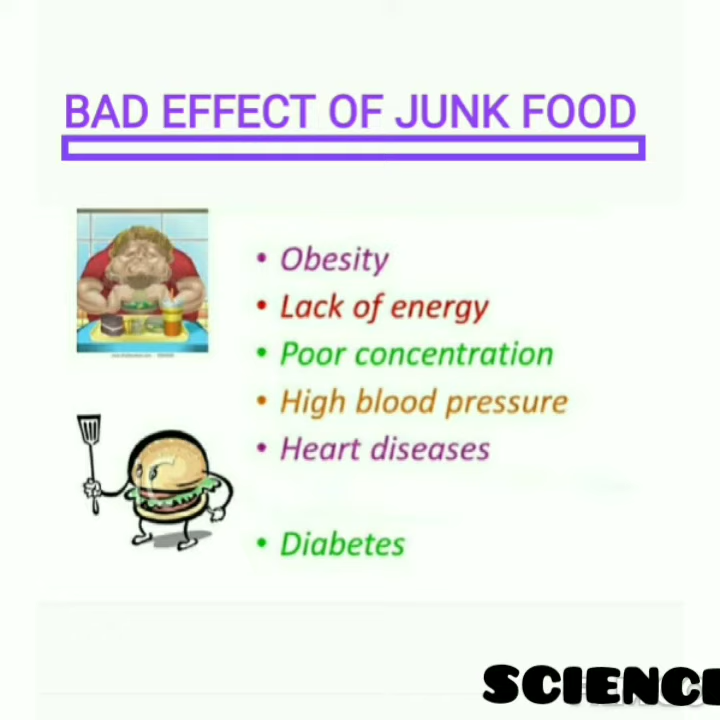 BAD EFFECT OF JUNK FOOD
• Obesity
• Lack of energy
• Poor concentration
• High blood pressure
• Heart diseases
• Diabetes
SCIENCE